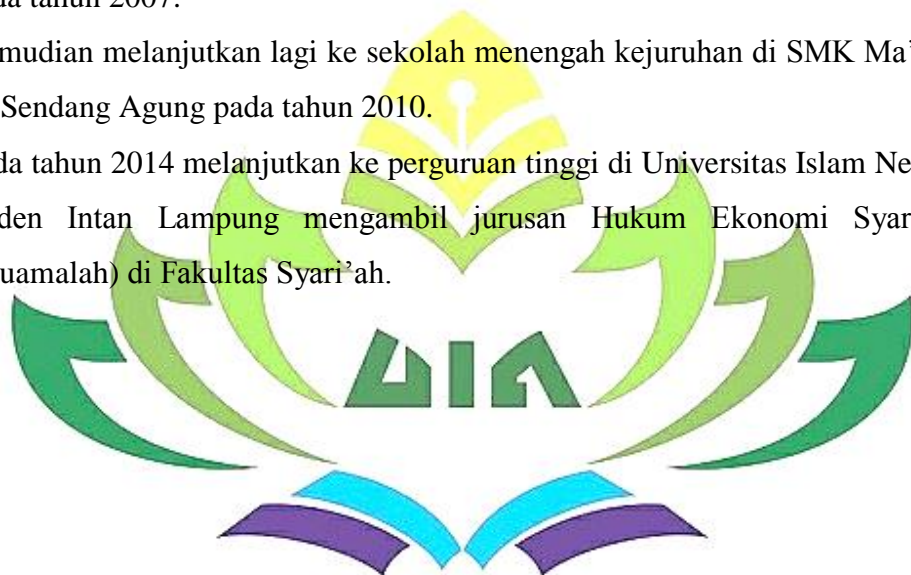 da tahun 2007.
mudian melanjutkan lagi ke sekolah menengah kejuruhan di SMK Ma'
Sendang Agung pada tahun 2010.
da tahun 2014 melanjutkan ke perguruan tinggi di Universitas Islam Ne
den Intan Lampung mengambil jurusan Hukum Ekonomi Syar
uamalah) di Fakultas Syari'ah.
UIN